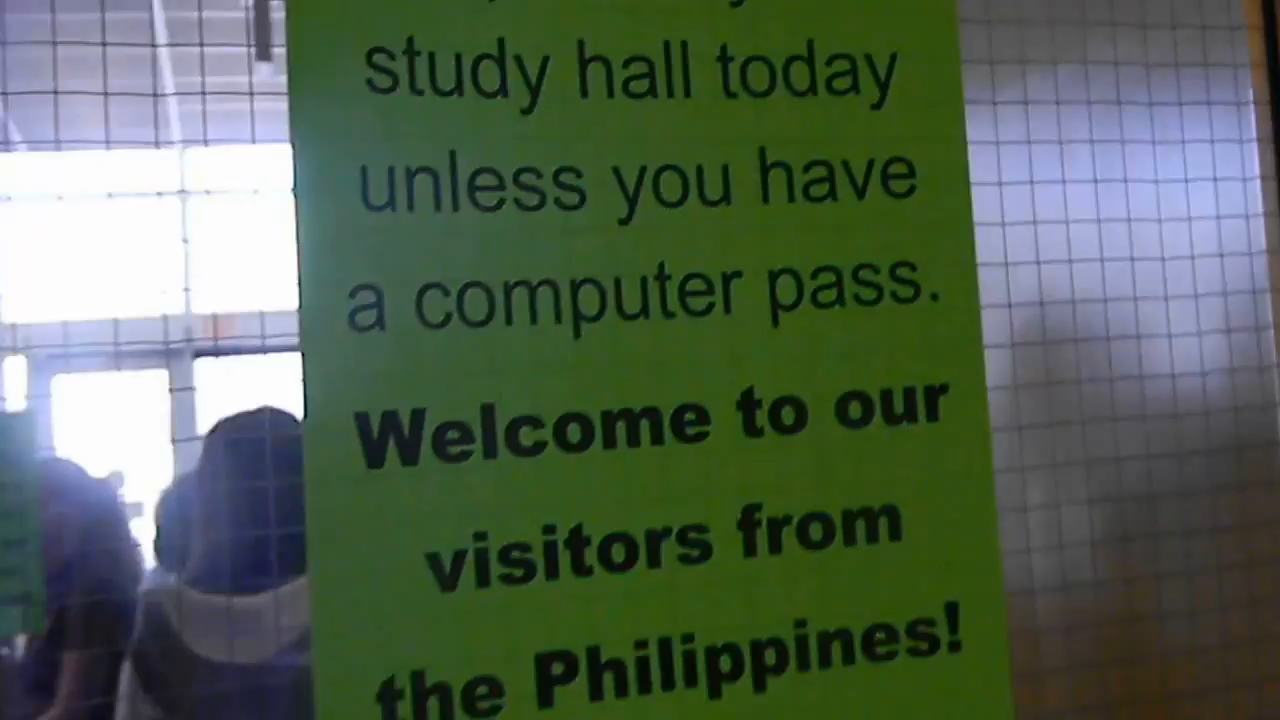 study hall today
unless you have
a computer pass.
Welcome to our
visitors from
the Philippines!